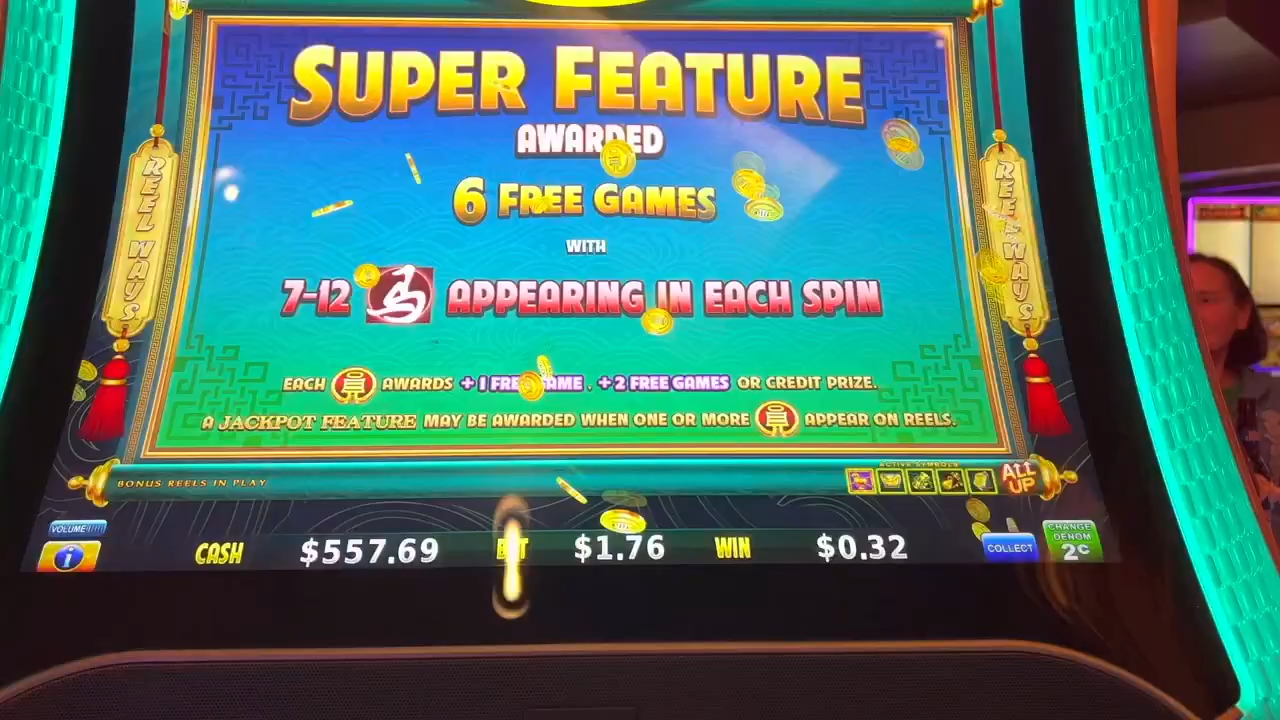 SUPER FEATURE
AWARDED
6 FREE GAMES
WITH
7-12 APPEARING IN EACH SPIN
EACH AWARDS +1 FREE GAME, +2 FREE GAMES OR CREDIT PRIZE.
A JACKPOT FEATURE MAY BE AWARDED WHEN ONE OR MORE APPEAR ON REELS.
REEL WAYS
REEL WAYS
BONUS REELS IN PLAY
ACTIVE SYMBOLS
ALL UP
VOLUME
CASH $557.69 BET $1.76 WIN $0.32
COLLECT
CHANGE
DENOM
2¢